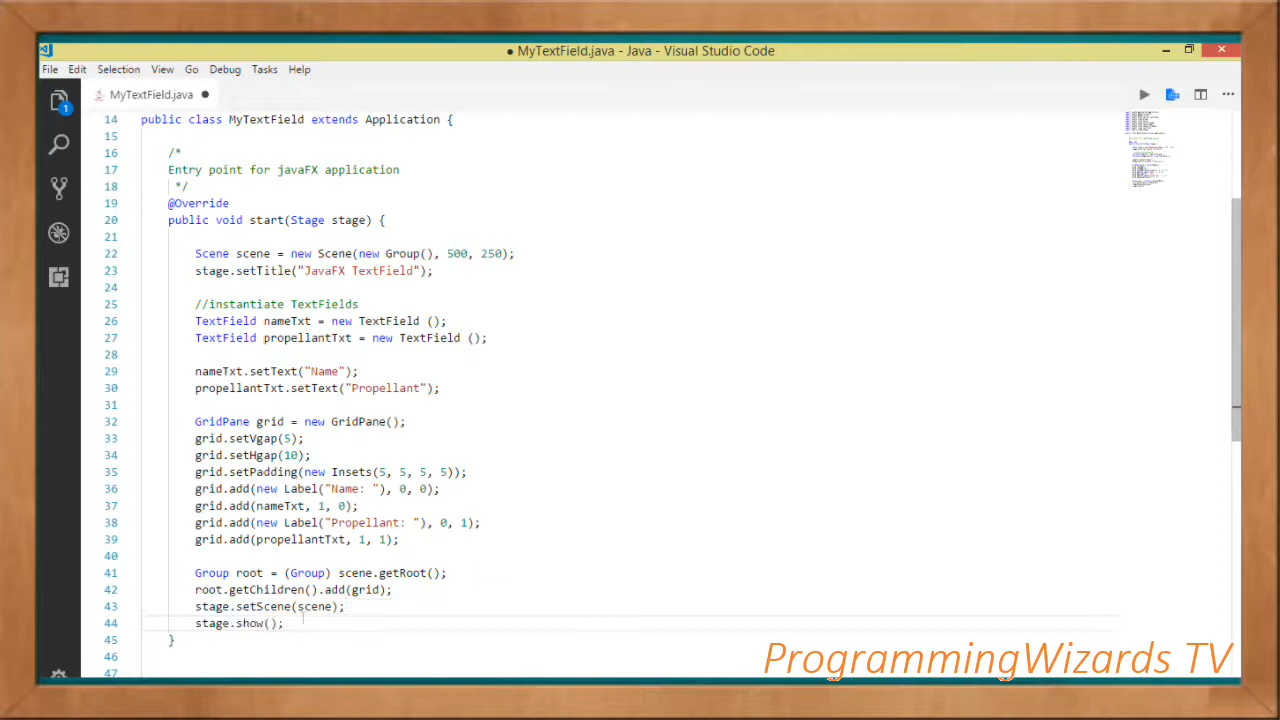 ● MyTextField.java - Java - Visual Studio Code
File Edit Selection View Go Debug Tasks Help
1
MyTextField.java ●
14 public class MyTextField extends Application {
15
16 /*
17 Entry point for javaFX application
18 */
19 @Override
20 public void start(Stage stage) {
21
22 Scene scene = new Scene(new Group(), 500, 250);
23 stage.setTitle("JavaFX TextField");
24
25 //instantiate TextFields
26 TextField nameTxt = new TextField ();
27 TextField propellantTxt = new TextField ();
28
29 nameTxt.setText("Name");
30 propellantTxt.setText("Propellant");
31
32 GridPane grid = new GridPane();
33 grid.setVgap(5);
34 grid.setHgap(10);
35 grid.setPadding(new Insets(5, 5, 5, 5));
36 grid.add(new Label("Name: "), 0, 0);
37 grid.add(nameTxt, 1, 0);
38 grid.add(new Label("Propellant: "), 0, 1);
39 grid.add(propellantTxt, 1, 1);
40
41 Group root = (Group) scene.getRoot();
42 root.getChildren().add(grid);
43 stage.setScene(scene);
44 stage.show();
45 }
46
47
ProgrammingWizards TV